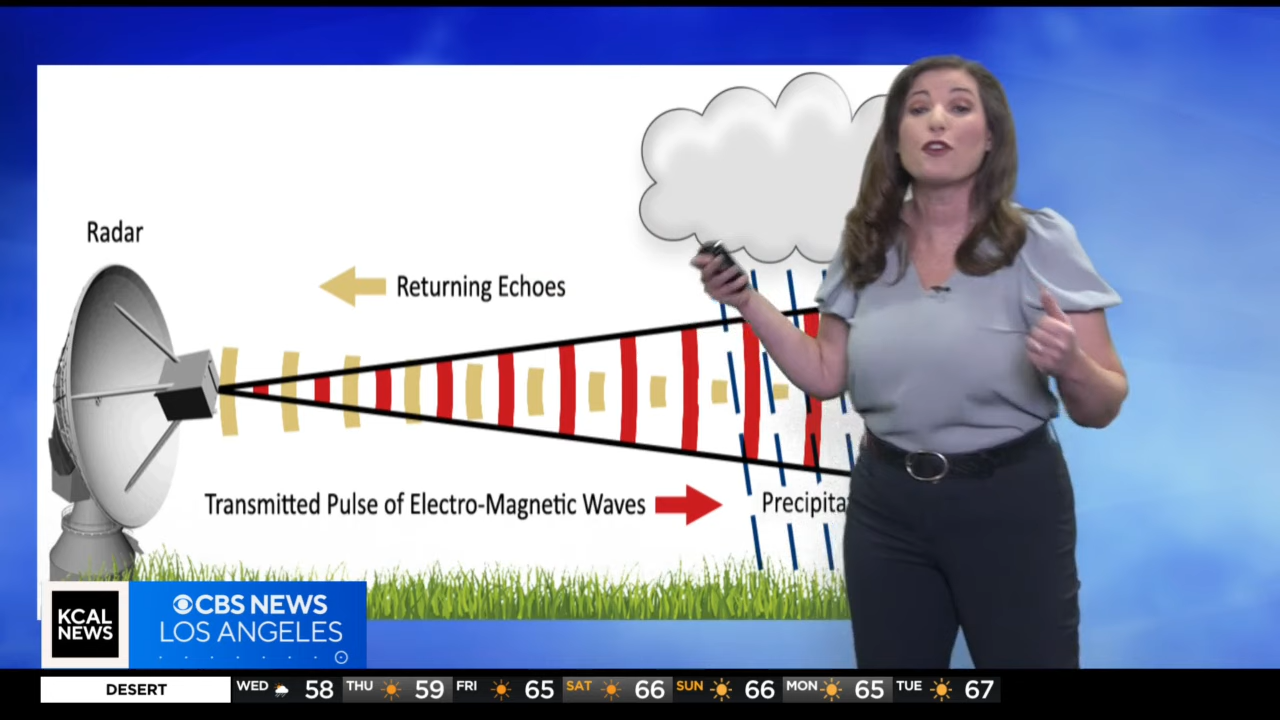 Radar
Returning Echoes
Transmitted Pulse of Electro-Magnetic Waves
Precipita
KCAL
NEWS
CBS NEWS
LOS ANGELES
DESERT WED 58 THU 59 FRI 65 SAT 66 SUN 66 MON 65 TUE 67